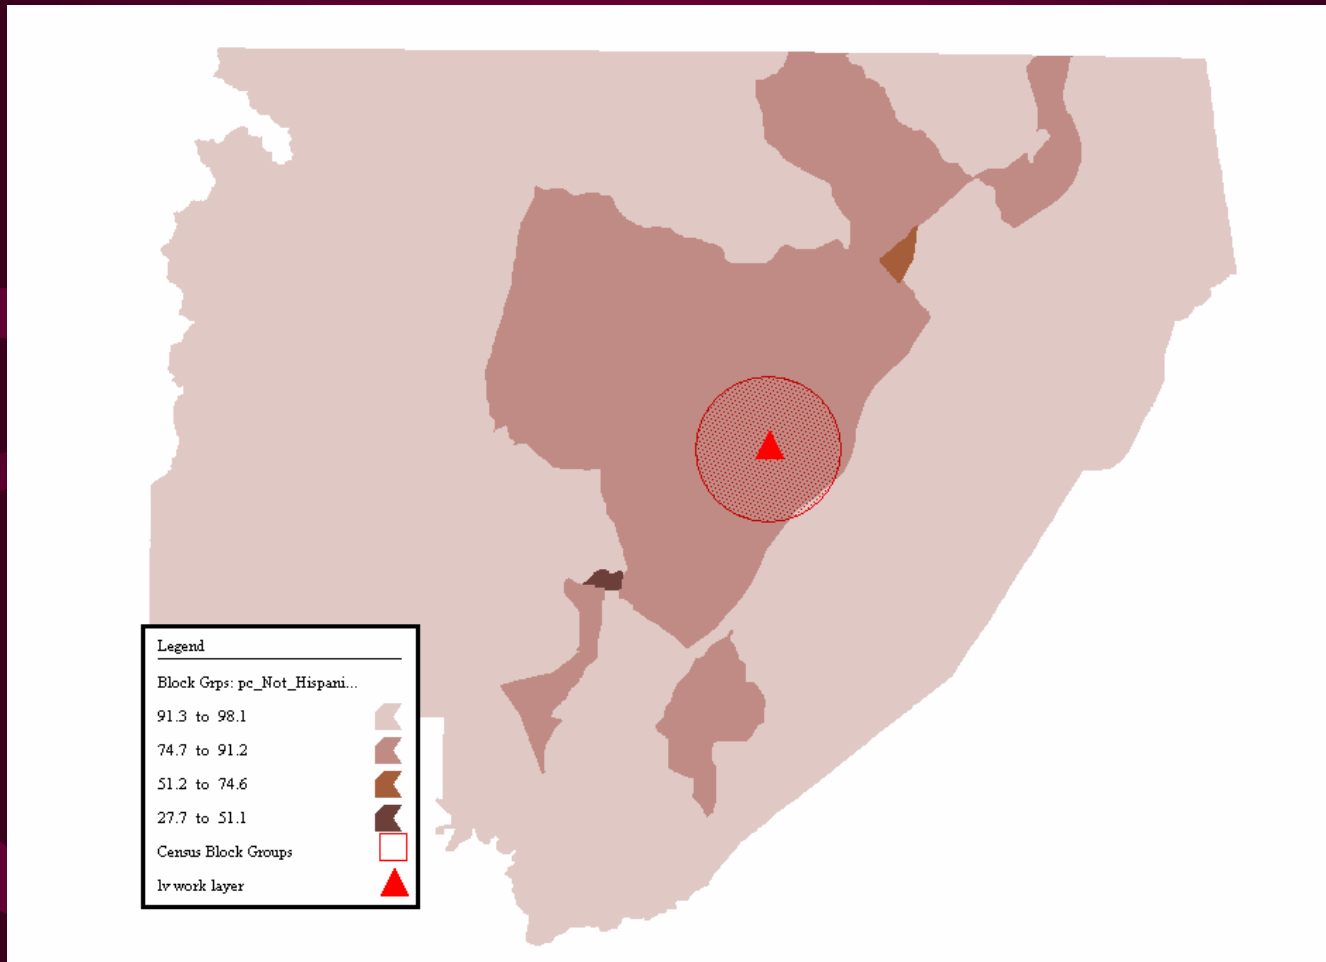 Legend
Block Grps: pc_Not_Hispani...
91.3 to 98.1
74.7 to 91.2
51.2 to 74.6
27.7 to 51.1
Census Block Groups
lv work layer